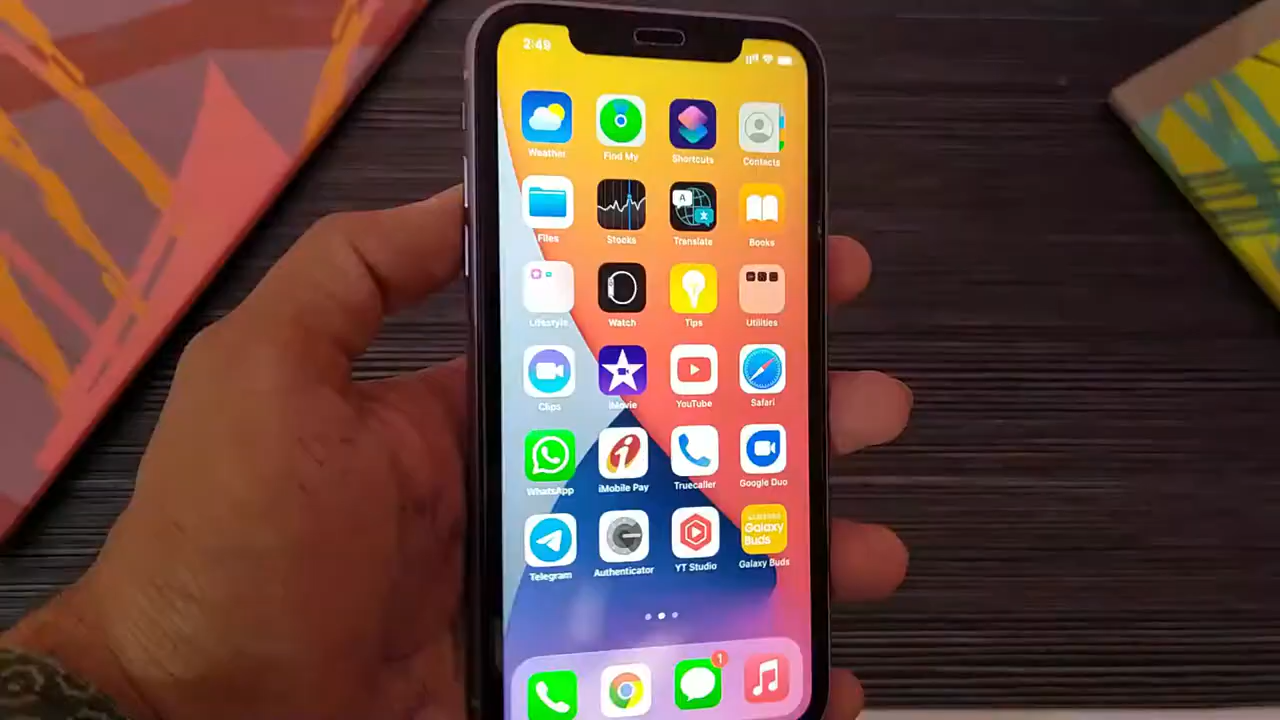 2:49
Weather Find My Shortcuts Contacts
Files Stocks Translate Books
Lifestyle Watch Tips Utilities
Clips iMovie YouTube Safari
WhatsApp iMobile Pay Truecaller Google Duo
SAMSUNG
Galaxy
Buds
Telegram Authenticator YT Studio Galaxy Buds
1